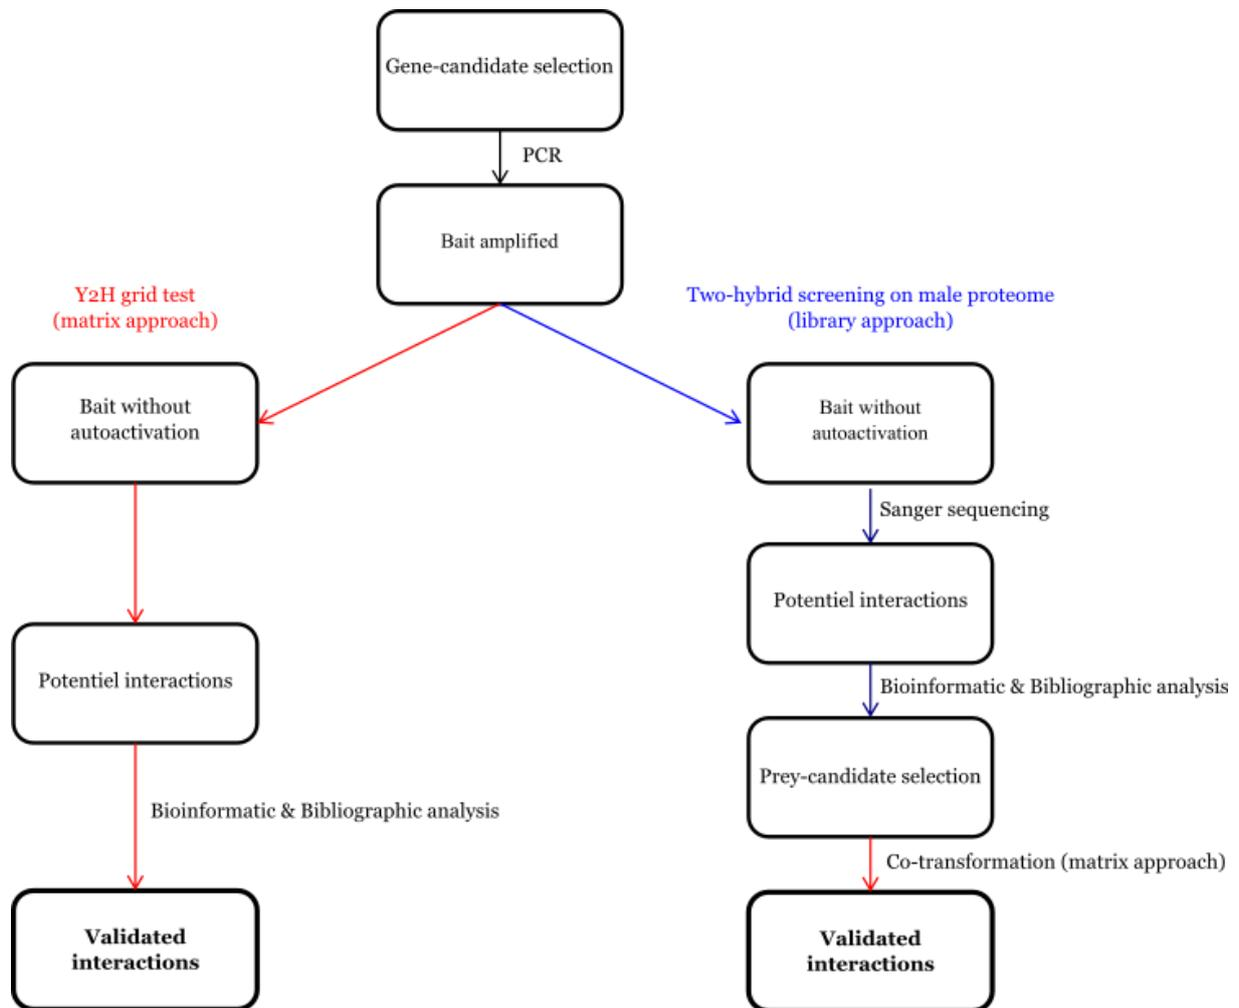 Gene-candidate selection
PCR
Bait amplified
Y2H grid test
(matrix approach)
Two-hybrid screening on male proteome
(library approach)
Bait without
autoactivation
Bait without
autoactivation
Sanger sequencing
Potentiel interactions
Potentiel interactions
Bioinformatic & Bibliographic analysis
Prey-candidate selection
Bioinformatic & Bibliographic analysis
Co-transformation (matrix approach)
Validated
interactions
Validated
interactions